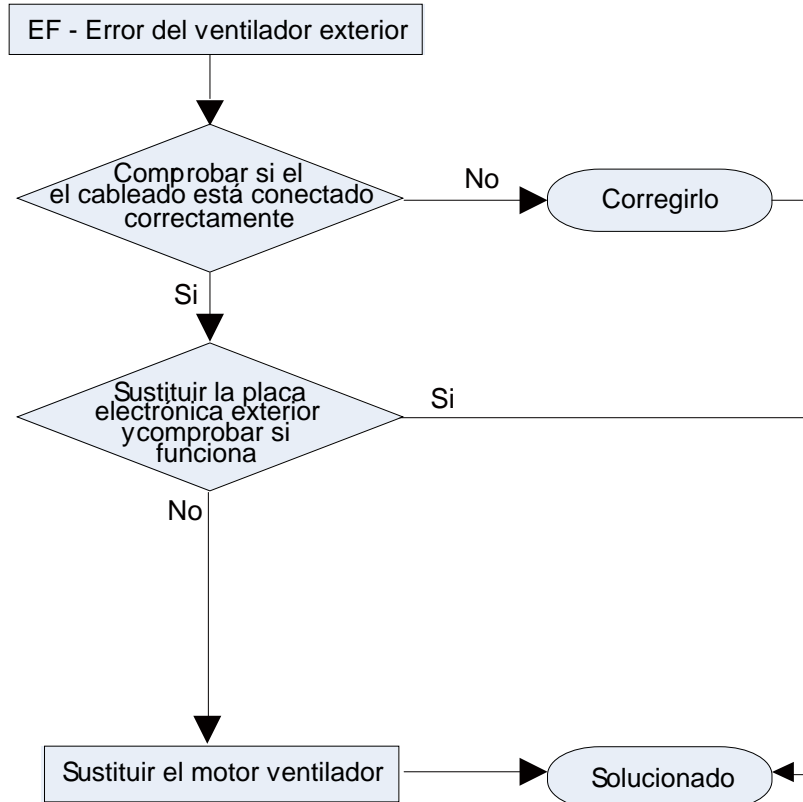 EF - Error del ventilador exterior
Comprobar si el
el cableado está conectado
correctamente
No
Corregirlo
Si
Sustituir la placa
electrónica exterior
y comprobar si
funciona
Si
No
Sustituir el motor ventilador
Solucionado